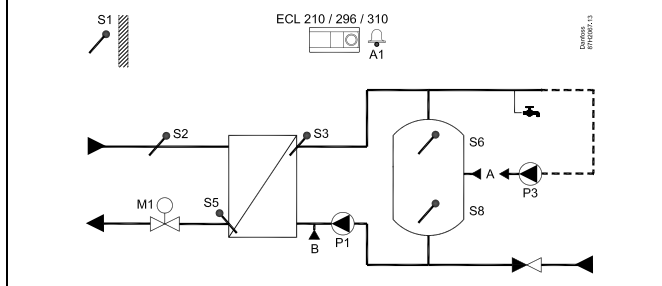 S1
ECL 210 / 296 / 310
A1
Danfoss
87H2067.13
S2
S3
S6
A
P3
M1
S5
S8
P1
B